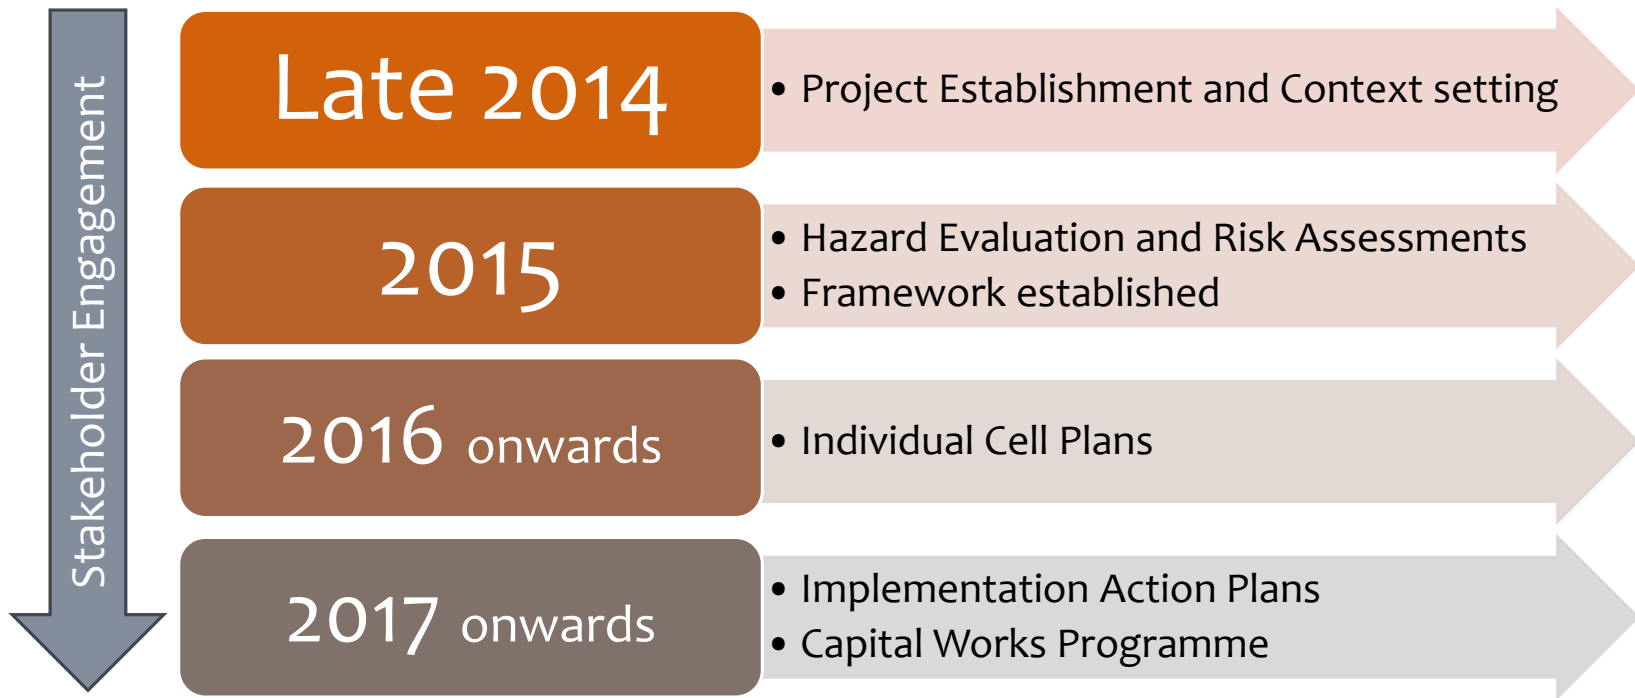 Stakeholder Engagement
Late 2014
• Project Establishment and Context setting
2015
• Hazard Evaluation and Risk Assessments
• Framework established
2016 onwards
• Individual Cell Plans
2017 onwards
• Implementation Action Plans
• Capital Works Programme